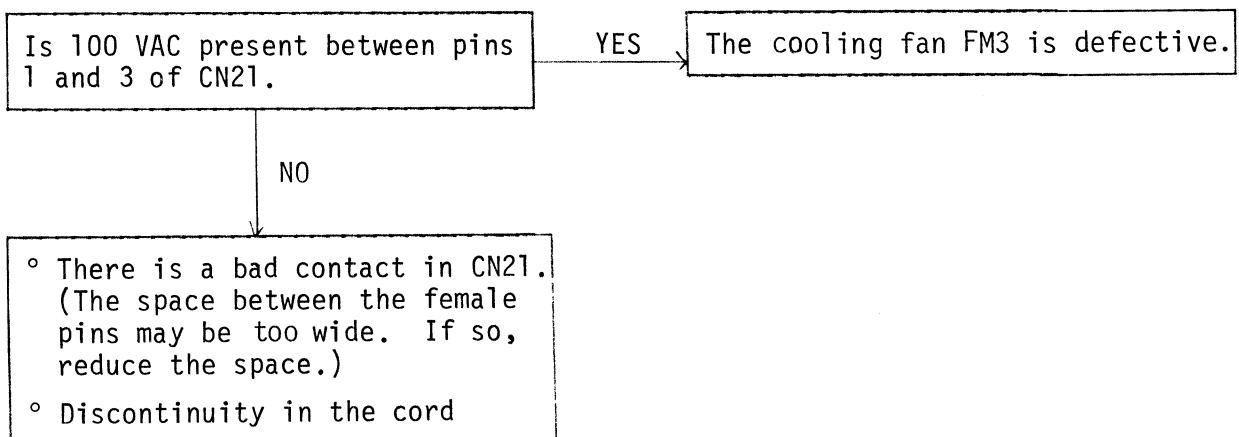 Is 100 VAC present between pins
1 and 3 of CN21.
YES
The cooling fan FM3 is defective.
NO
° There is a bad contact in CN21.
(The space between the female
pins may be too wide. If so,
reduce the space.)
° Discontinuity in the cord